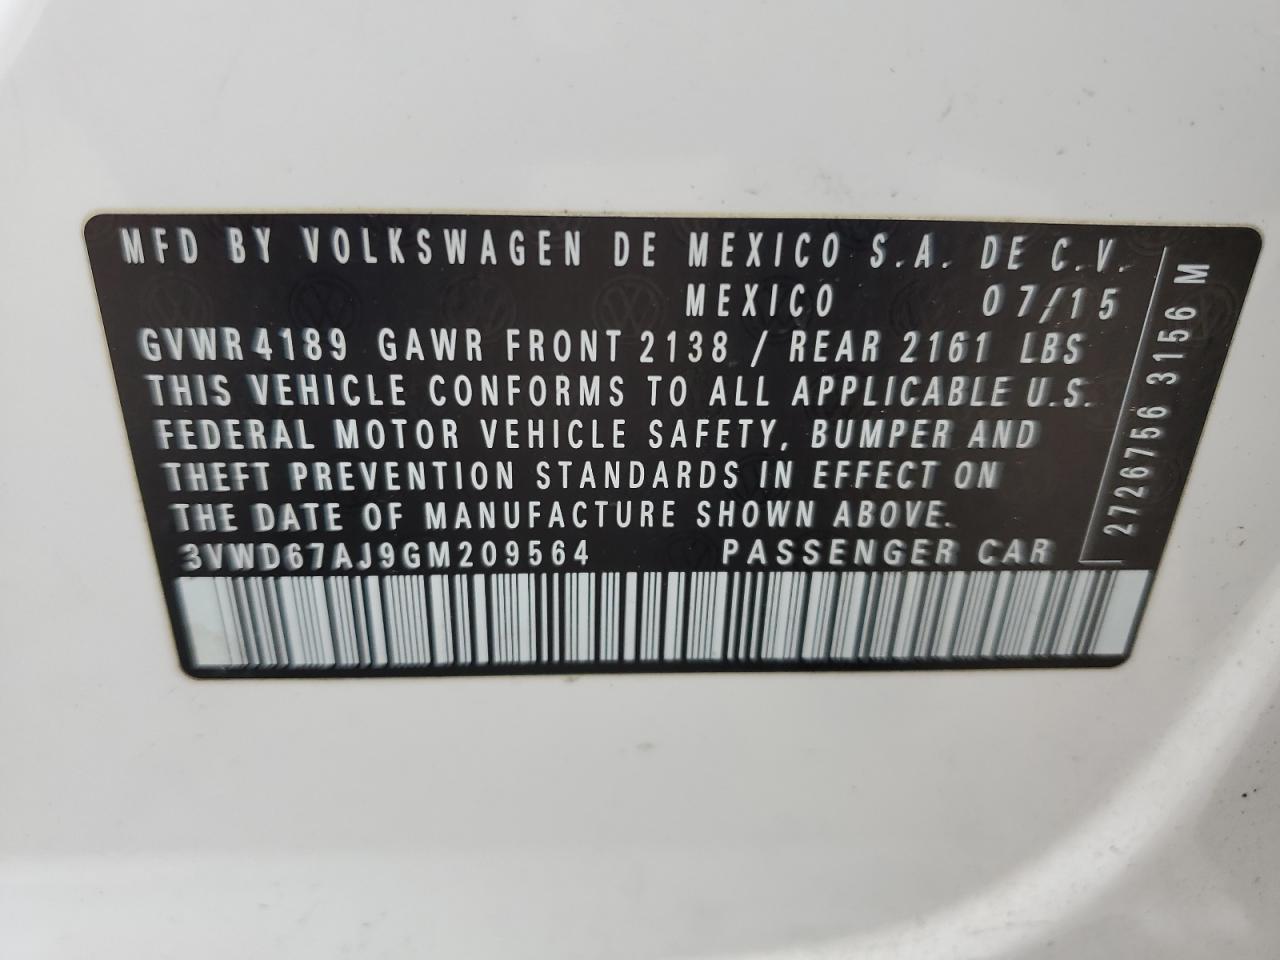 MFD BY VOLKSWAGEN DE MEXICO S.A. DE C.V.
MEXICO 07/15
GVWR 4189 GAWR FRONT 2138 / REAR 2161 LBS
THIS VEHICLE CONFORMS TO ALL APPLICABLE U.S.
FEDERAL MOTOR VEHICLE SAFETY, BUMPER AND
THEFT PREVENTION STANDARDS IN EFFECT ON
THE DATE OF MANUFACTURE SHOWN ABOVE.
3VWD67AJ9GM209564 PASSENGER CAR
2726756 3156 M